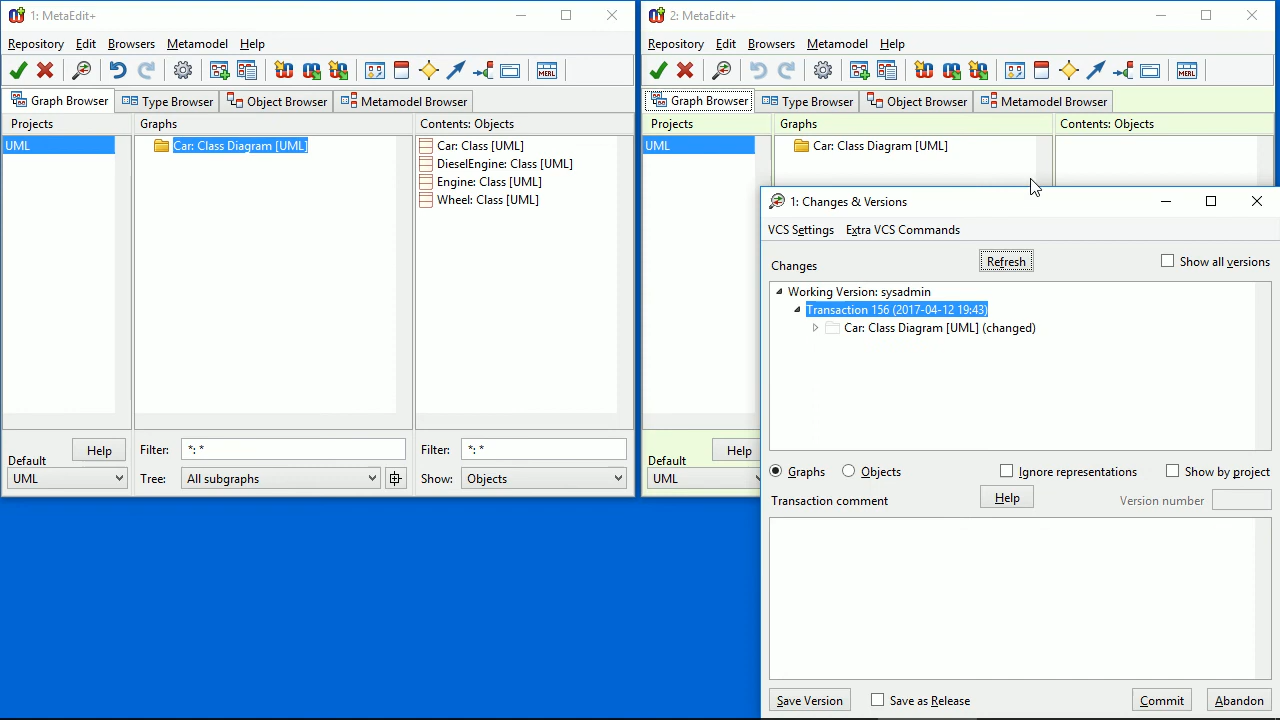 1: MetaEdit+
Repository Edit Browsers Metamodel Help
Graph Browser Type Browser Object Browser Metamodel Browser
Projects Graphs Contents: Objects
UML
Car: Class Diagram [UML]
Car: Class [UML]
DieselEngine: Class [UML]
Engine: Class [UML]
Wheel: Class [UML]
Default Help Filter: *: * Filter: *: *
UML Tree: All subgraphs Show: Objects
2: MetaEdit+
Repository Edit Browsers Metamodel Help
MERL
MERL
Graph Browser Type Browser Object Browser Metamodel Browser
Projects Graphs Contents: Objects
UML
Car: Class Diagram [UML]
Default Help
UML
1: Changes & Versions
VCS Settings Extra VCS Commands
Changes Refresh Show all versions
Working Version: sysadmin
Transaction 156 (2017-04-12 19:43)
Car: Class Diagram [UML] (changed)
Graphs Objects Ignore representations Show by project
Transaction comment Help Version number
Save Version Save as Release Commit Abandon